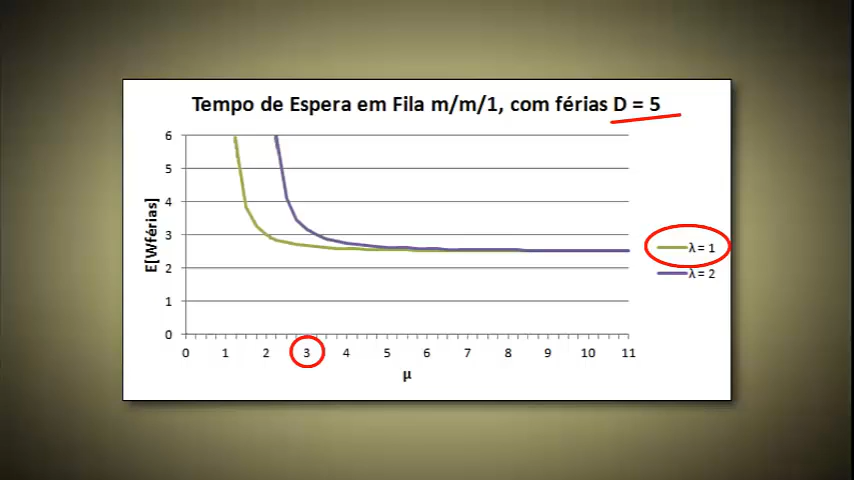 Tempo de Espera em Fila m/m/1, com férias D = 5
6
5
4
3
2
1
0
E[Wférias]
0 1 2 3 4 5 6 7 8 9 10 11
μ
λ = 1
λ = 2